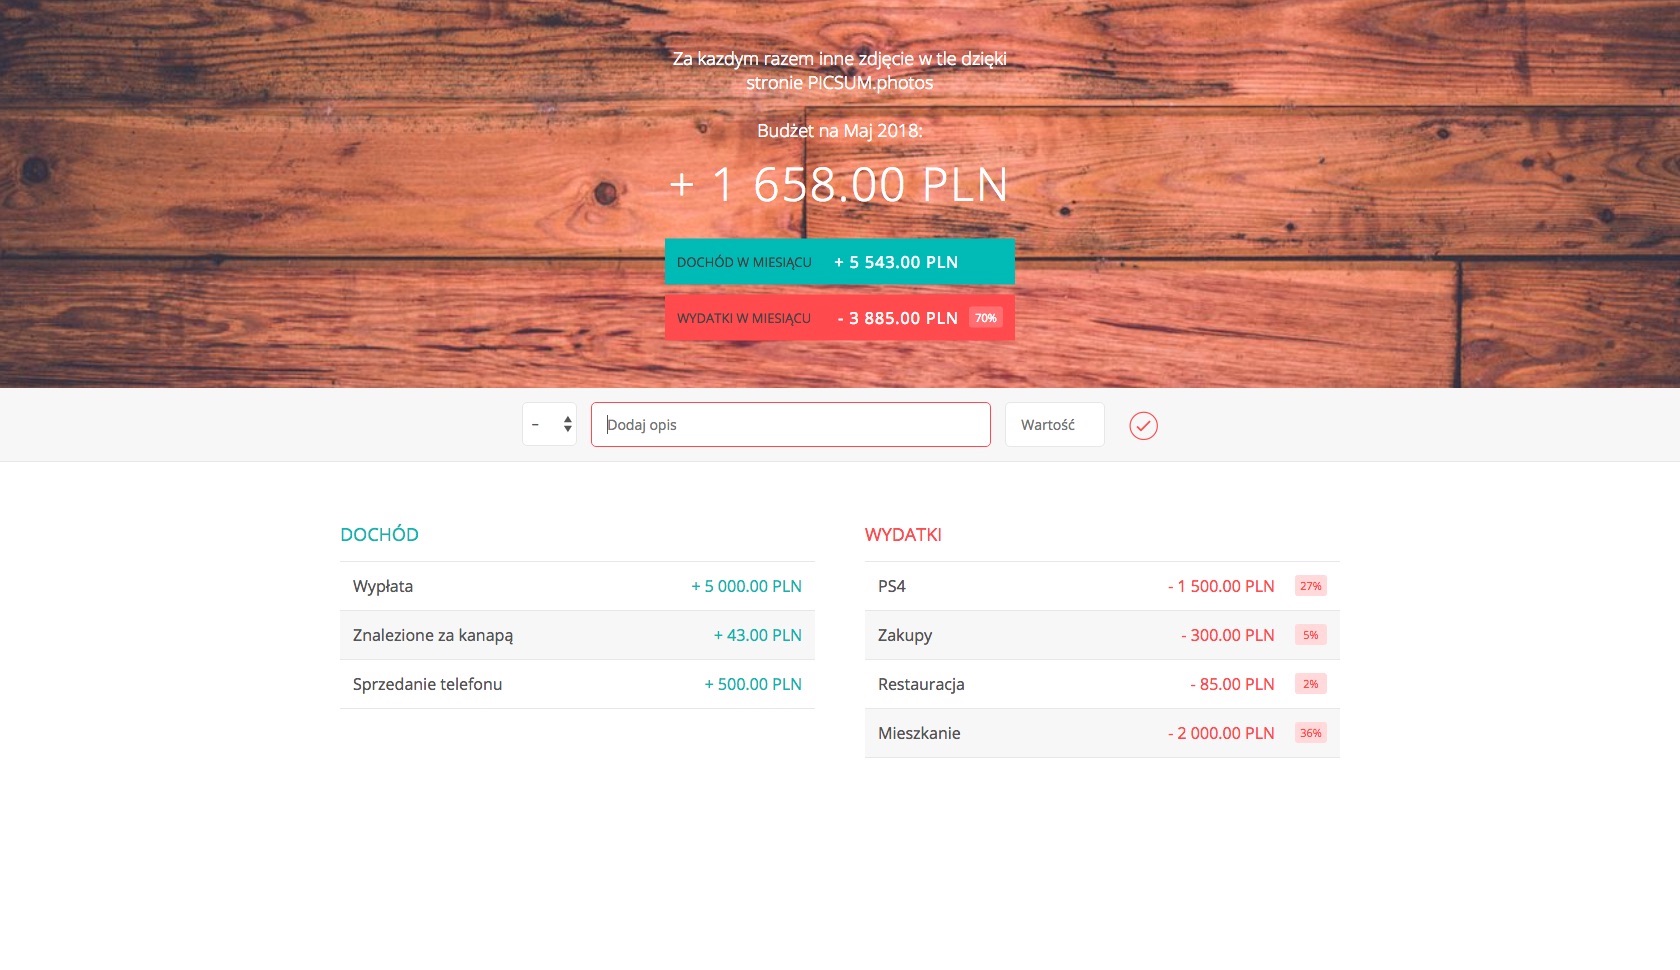 Za kazdym razem inne zdjęcie w tle dzięki
stronie PICSUM.photos
Budżet na Maj 2018:
+ 1 658.00 PLN
DOCHÓD W MIESIĄCU + 5 543.00 PLN
WYDATKI W MIESIĄCU - 3 885.00 PLN 70%
- Dodaj opis Wartość
DOCHÓD
Wypłata + 5 000.00 PLN
Znalezione za kanapą + 43.00 PLN
Sprzedanie telefonu + 500.00 PLN
WYDATKI
PS4 - 1 500.00 PLN 27%
Zakupy - 300.00 PLN 5%
Restauracja - 85.00 PLN 2%
Mieszkanie - 2 000.00 PLN 36%